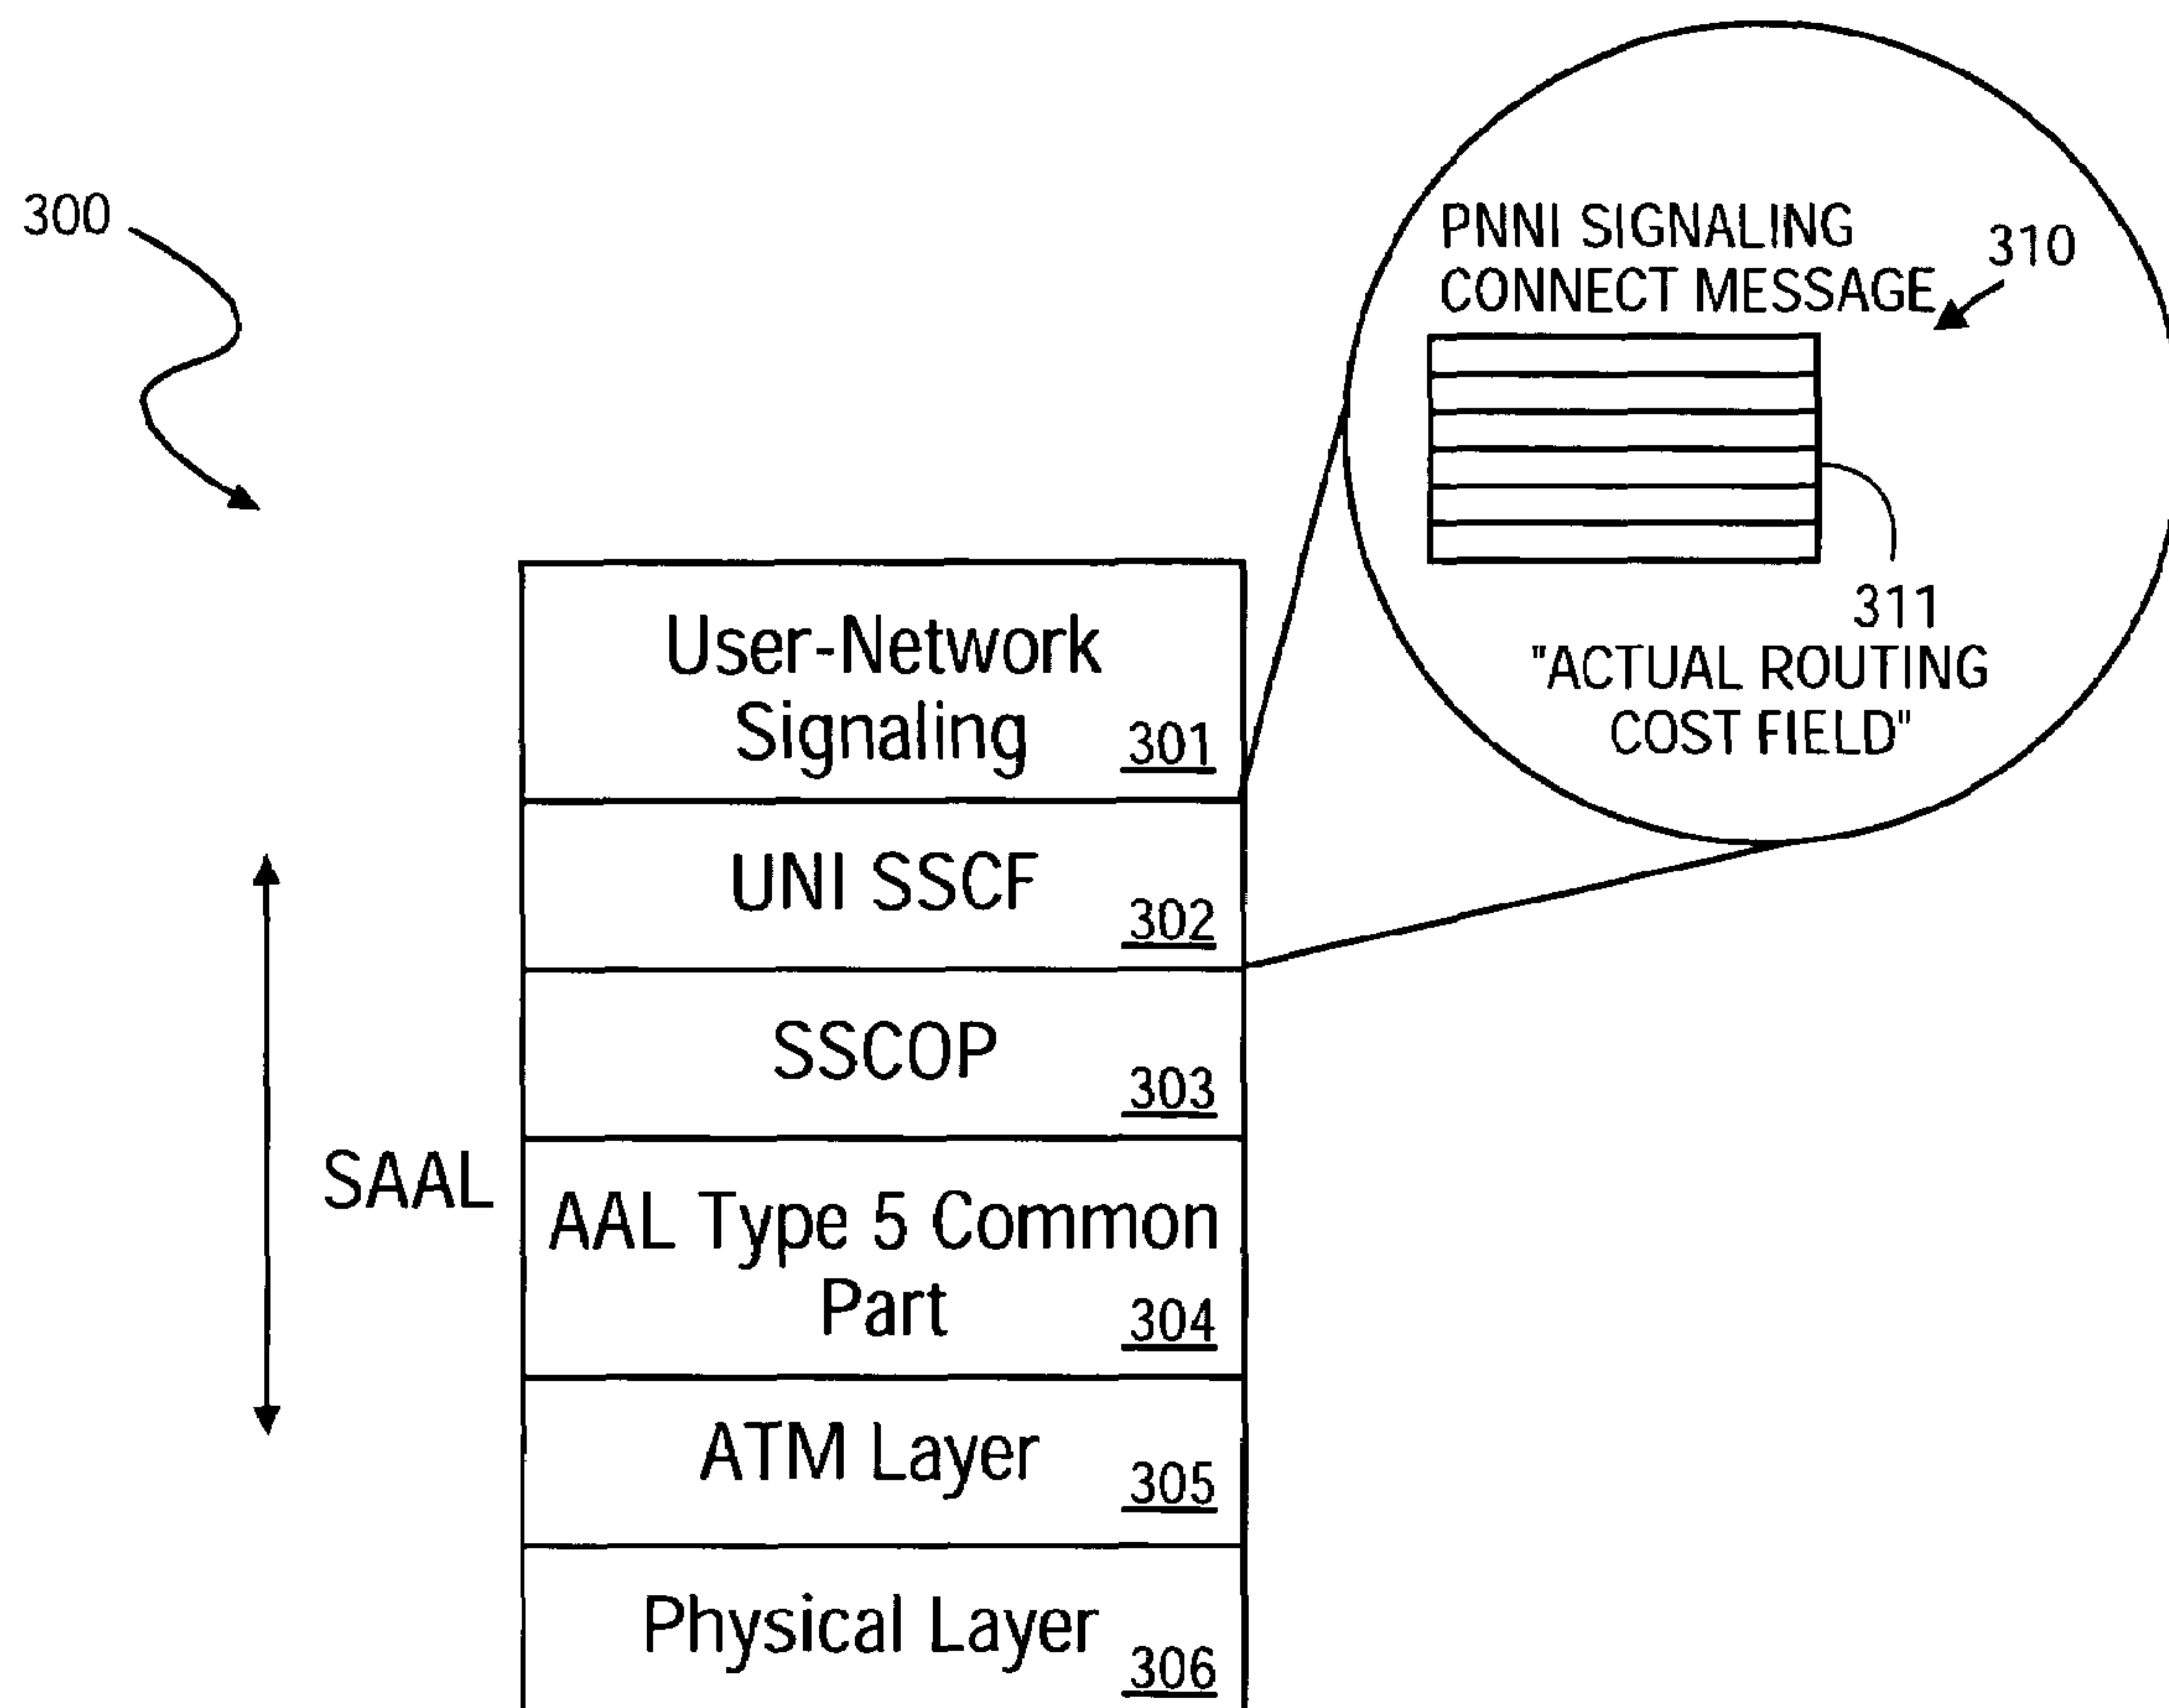 300
PNNI SIGNALING
CONNECT MESSAGE
310
311
"ACTUAL ROUTING
COST FIELD"
User-Network
Signaling 301
UNI SSCF
302
SSCOP
303
SAAL
AAL Type 5 Common
Part 304
ATM Layer 305
Physical Layer 306